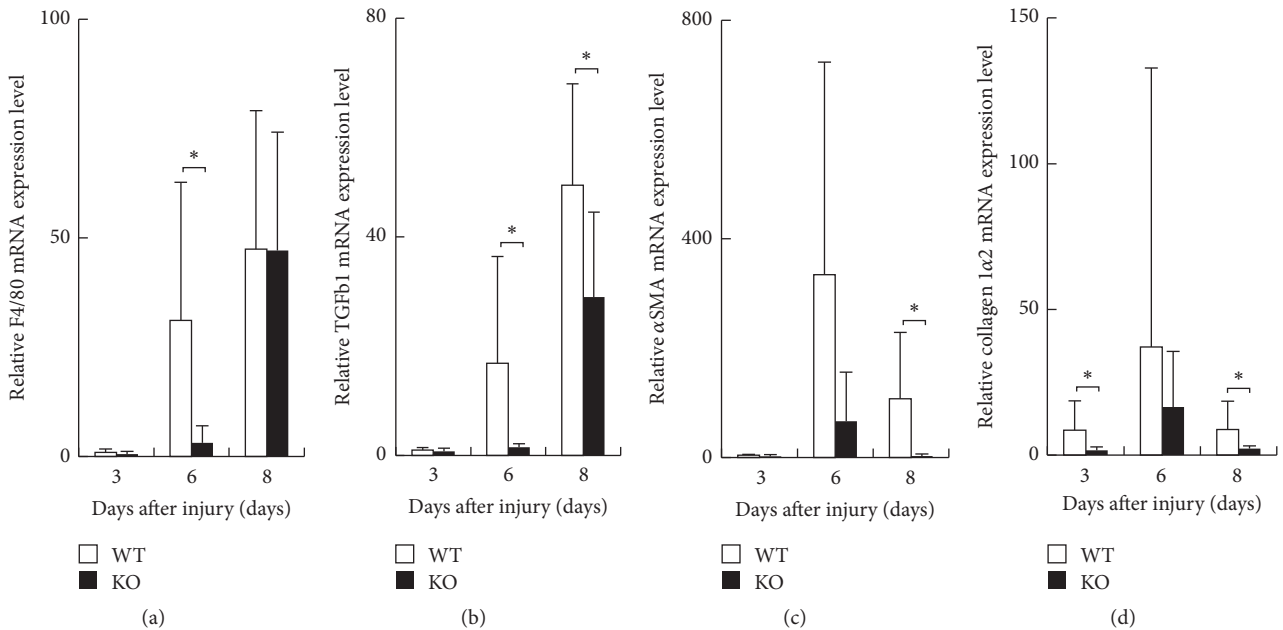 Relative F4/80 mRNA expression level
100
50
0
*
3 6 8
Days after injury (days)
WT
KO
(a)
Relative TGFb1 mRNA expression level
80
40
0
*
*
3 6 8
Days after injury (days)
WT
KO
(b)
Relative αSMA mRNA expression level
800
400
0
*
3 6 8
Days after injury (days)
WT
KO
(c)
Relative collagen 1α2 mRNA expression level
150
100
50
0
*
*
3 6 8
Days after injury (days)
WT
KO
(d)